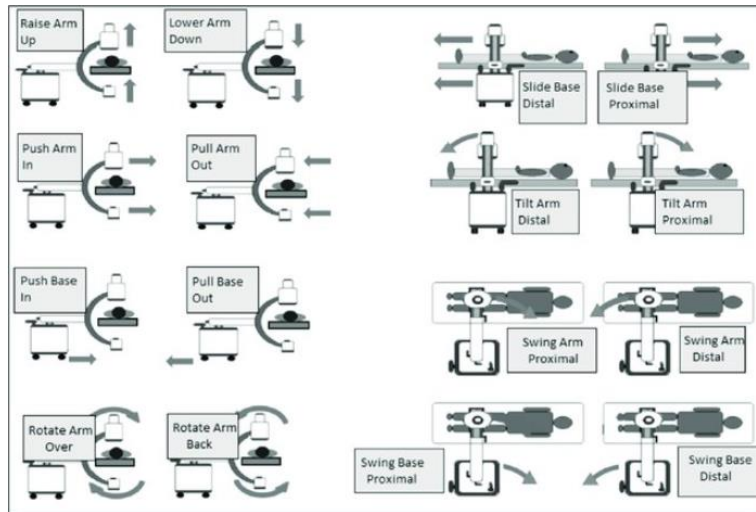 Raise Arm
Up
Lower Arm
Down
Slide Base
Distal
Slide Base
Proximal
Push Arm
In
Pull Arm
Out
Tilt Arm
Distal
Tilt Arm
Proximal
Push Base
In
Pull Base
Out
Swing Arm
Proximal
Swing Arm
Distal
Rotate Arm
Over
Rotate Arm
Back
Swing Base
Proximal
Swing Base
Distal